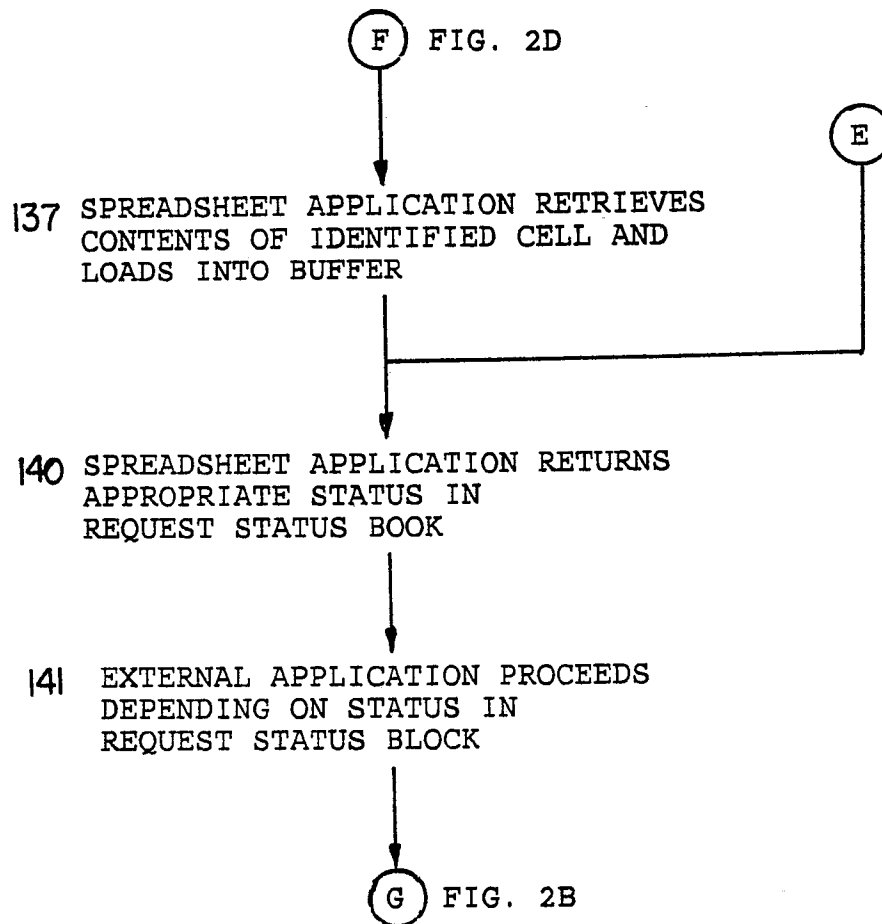 F FIG. 2D
E
137 SPREADSHEET APPLICATION RETRIEVES
CONTENTS OF IDENTIFIED CELL AND
LOADS INTO BUFFER
140 SPREADSHEET APPLICATION RETURNS
APPROPRIATE STATUS IN
REQUEST STATUS BOOK
141 EXTERNAL APPLICATION PROCEEDS
DEPENDING ON STATUS IN
REQUEST STATUS BLOCK
G FIG. 2B